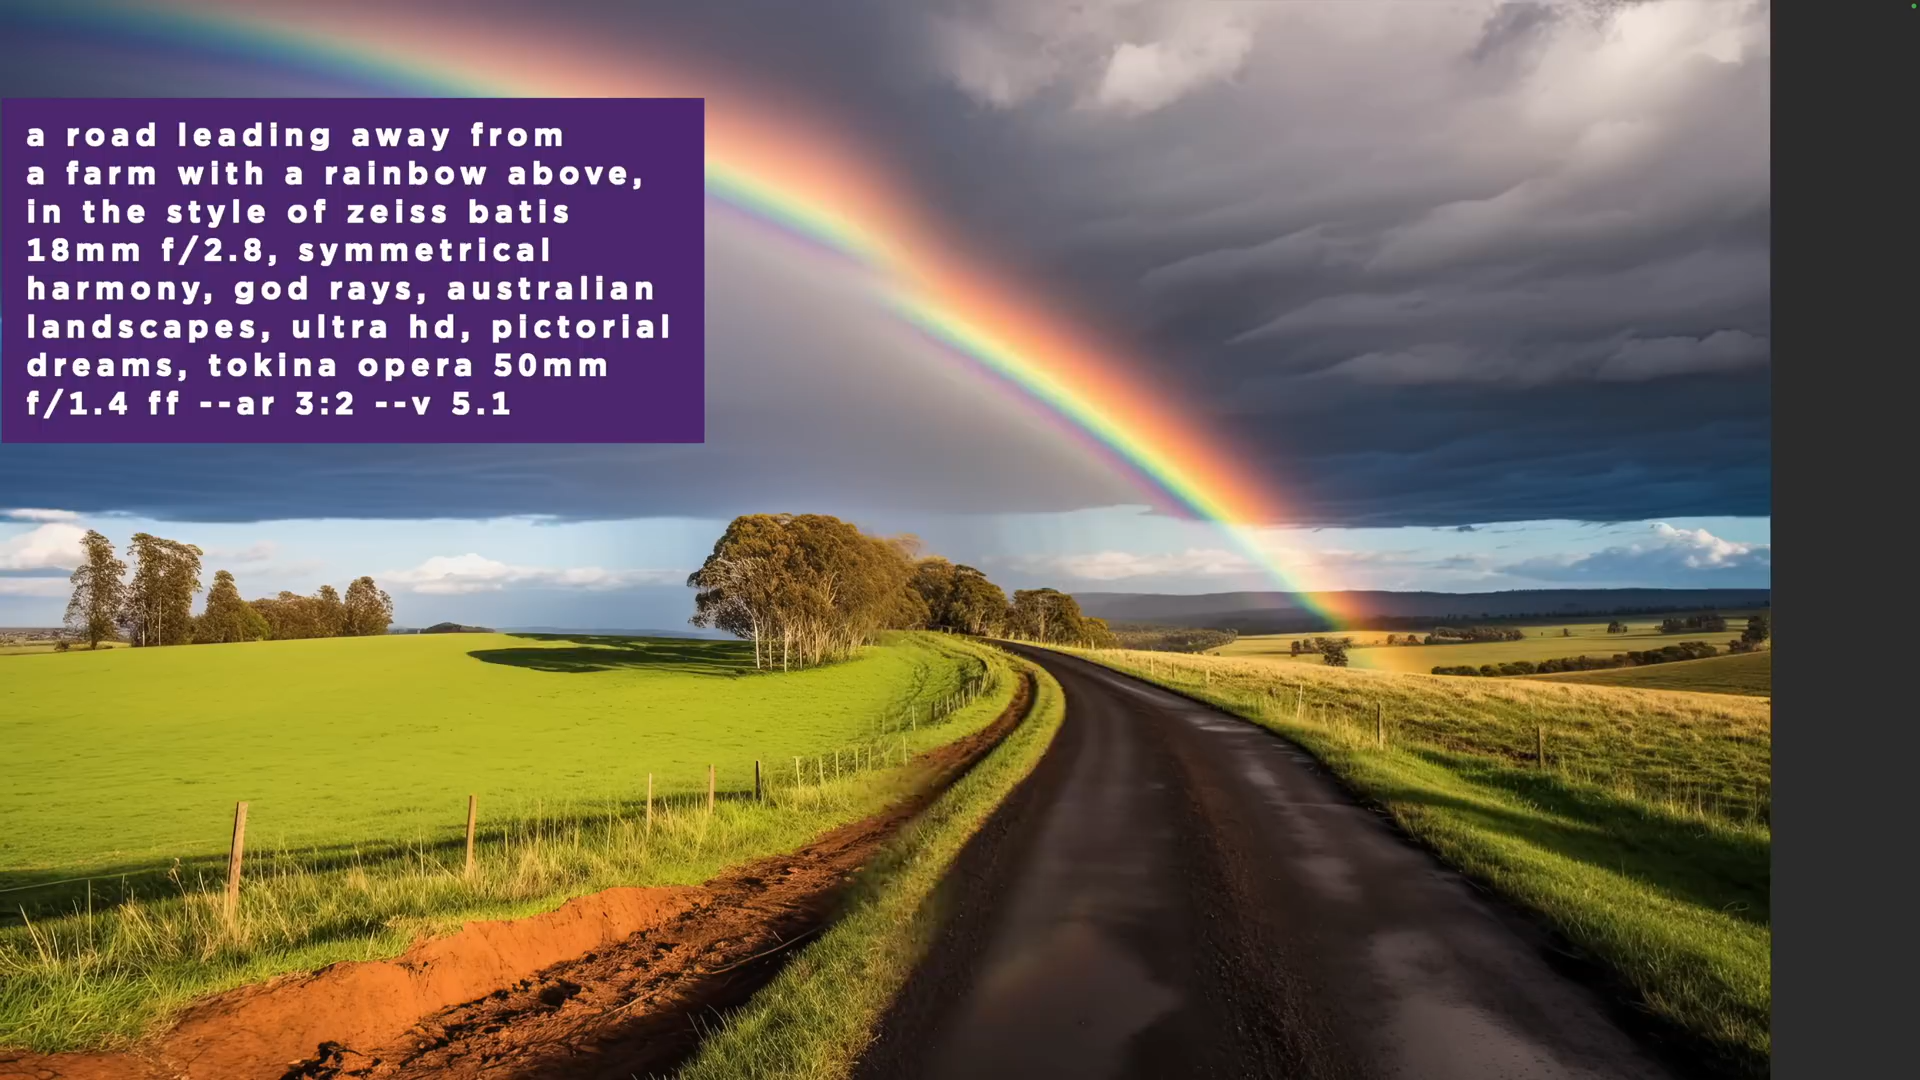 a road leading away from
a farm with a rainbow above,
in the style of zeiss batis
18mm f/2.8, symmetrical
harmony, god rays, australian
landscapes, ultra hd, pictorial
dreams, tokina opera 50mm
f/1.4 ff --ar 3:2 --v 5.1